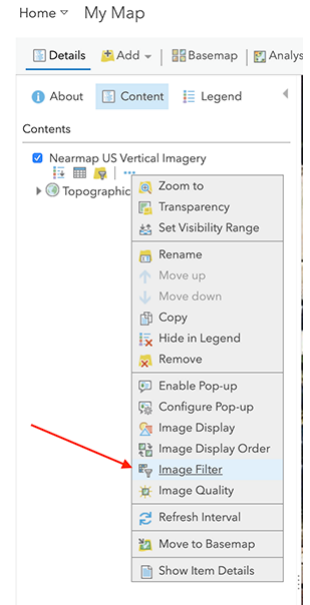 Home My Map
Details Add Basemap Analys
About Content Legend
Contents
Nearmap US Vertical Imagery
Topographic
Zoom to
Transparency
Set Visibility Range
Rename
Move up
Move down
Copy
Hide in Legend
Remove
Enable Pop-up
Configure Pop-up
Image Display
Image Display Order
Image Filter
Image Quality
Refresh Interval
Move to Basemap
Show Item Details